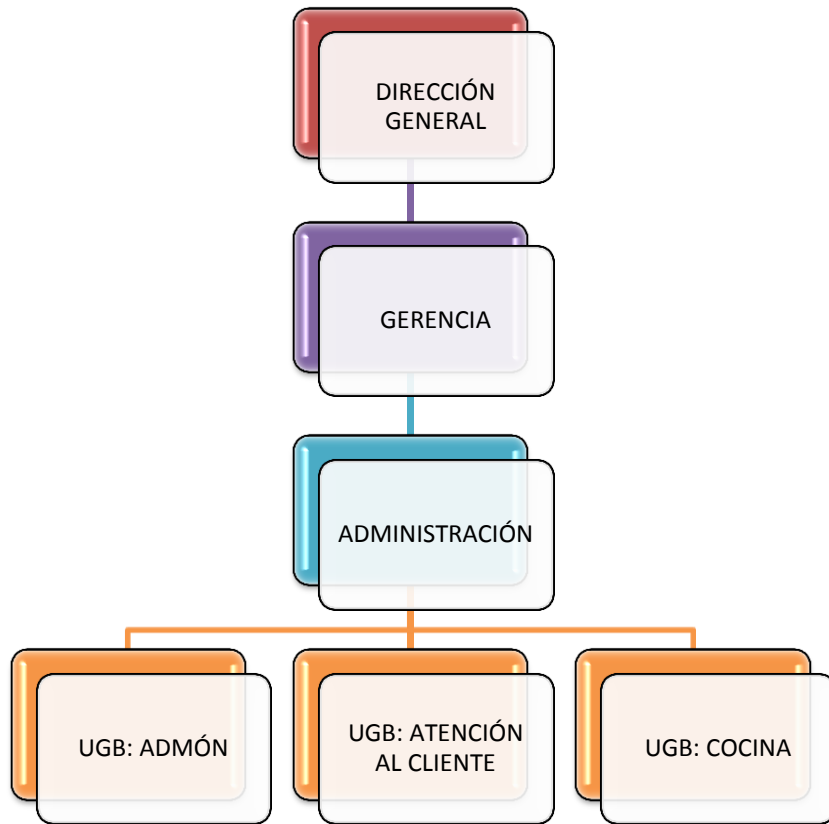 DIRECCIÓN
GENERAL
GERENCIA
ADMINISTRACIÓN
UGB: ADMÓN
UGB: ATENCIÓN
AL CLIENTE
UGB: COCINA